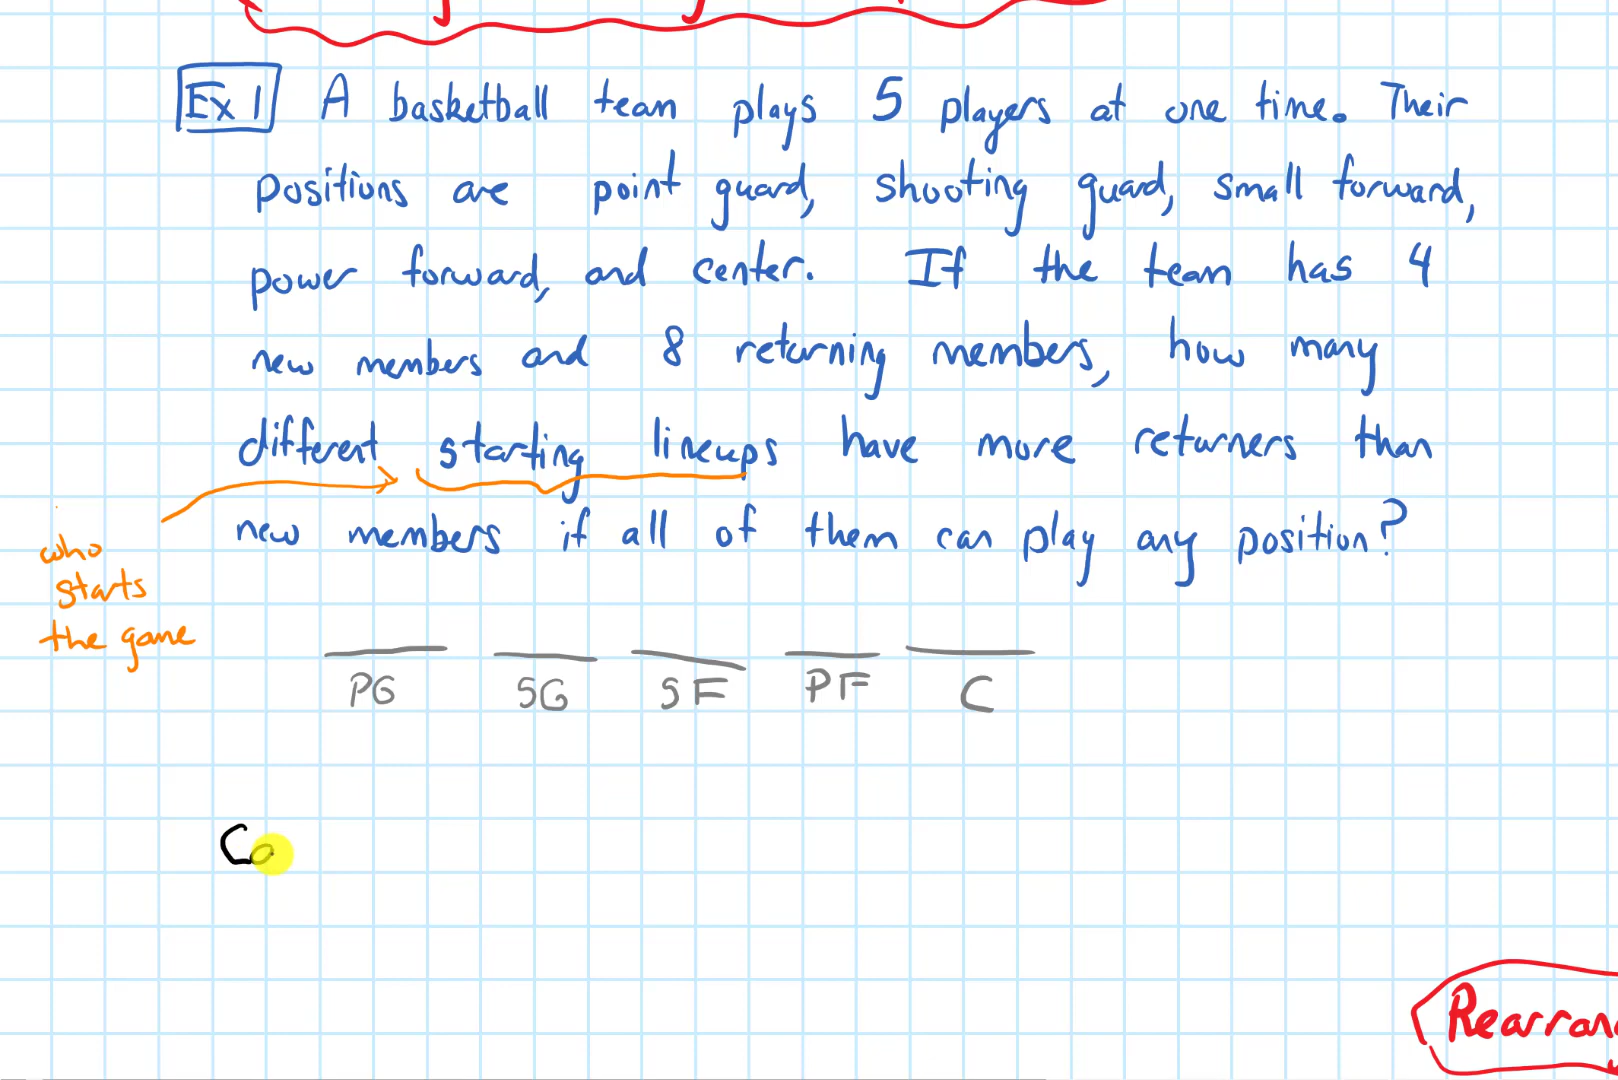 Ex 1 A basketball team plays 5 players at one time. Their
positions are point guard, shooting guard, small forward,
power forward, and center. If the team has 4
new members and 8 returning members, how many
different starting lineups have more returners than
new members if all of them can play any position?
who
starts
the game
PG SG SF PF C
Co